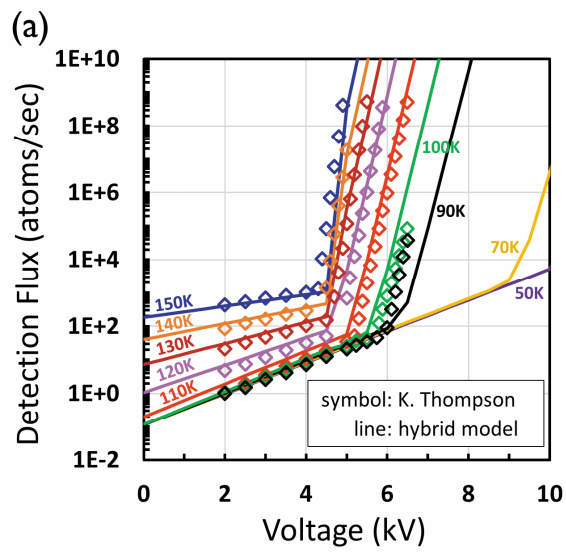 (a)
Detection Flux (atoms/sec)
1E+10
1E+8
1E+6
1E+4
1E+2
1E+0
1E-2
150K
140K
130K
120K
110K
100K
90K
70K
50K
symbol: K. Thompson
line: hybrid model
0 2 4 6 8 10
Voltage (kV)